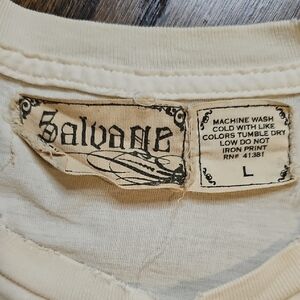 Salvage
MACHINE WASH
COLD WITH LIKE
COLORS TUMBLE DRY
LOW DO NOT
IRON PRINT
RN# 41381
L